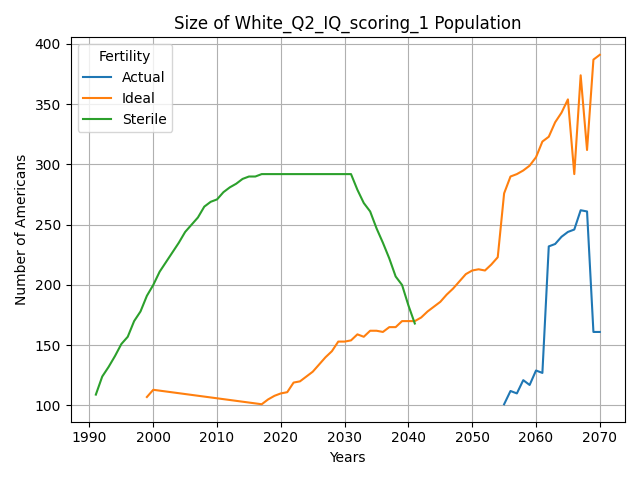 Size of White_Q2_IQ_scoring_1 Population
Fertility
Actual
Ideal
Sterile
Number of Americans
400
350
300
250
200
150
100
1990 2000 2010 2020 2030 2040 2050 2060 2070
Years